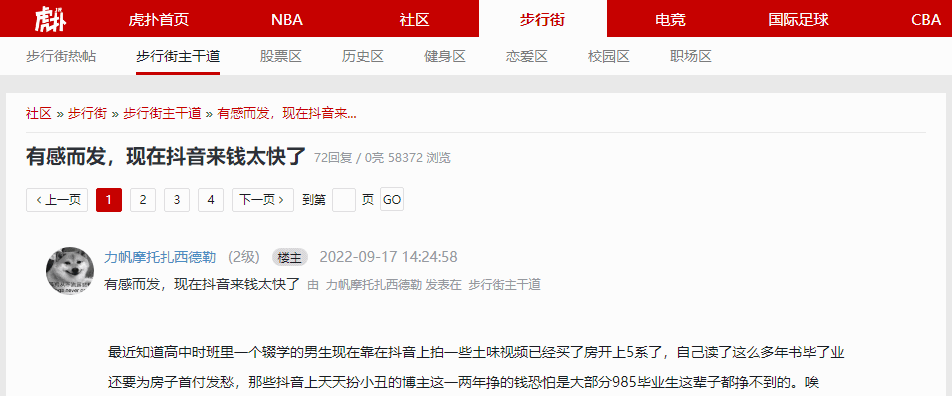 虎扑 虎扑首页 NBA 社区 步行街 电竞 国际足球 CBA
步行街热帖 步行街主干道 股票区 历史区 健身区 恋爱区 校园区 职场区
社区 » 步行街 » 步行街主干道 » 有感而发，现在抖音来...
有感而发，现在抖音来钱太快了 72回复 / 0亮 58372 浏览
‹ 上一页 1 2 3 4 下一页 › 到第 页 GO
力帆摩托扎西德勒 (2级) 楼主 2022-09-17 14:24:58
有感而发，现在抖音来钱太快了 由 力帆摩托扎西德勒 发表在 步行街主干道
最近知道高中时班里一个辍学的男生现在靠在抖音上拍一些土味视频已经买了房开上5系了，自己读了这么多年书毕了业
还要为房子首付发愁，那些抖音上天天扮小丑的博主这一两年挣的钱恐怕是大部分985毕业生这辈子都挣不到的。唉